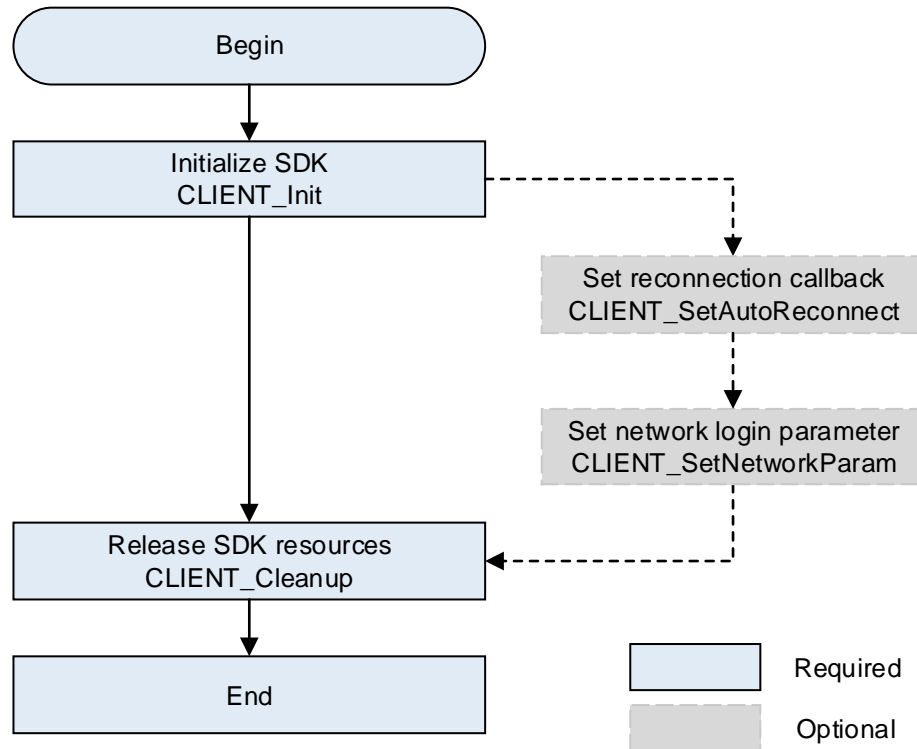 Begin
Initialize SDK
CLIENT_Init
Set reconnection callback
CLIENT_SetAutoReconnect
Set network login parameter
CLIENT_SetNetworkParam
Release SDK resources
CLIENT_Cleanup
End
Required
Optional